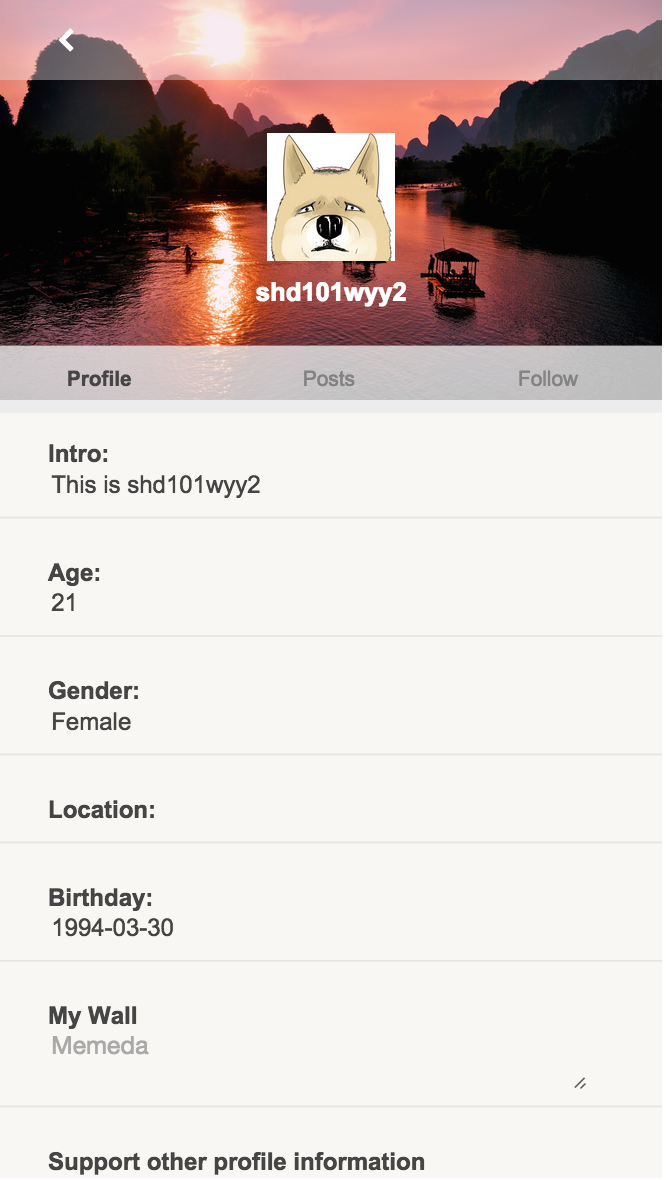 shd101wyy2
Profile
Posts
Follow
Intro:
This is shd101wyy2
Age:
21
Gender:
Female
Location:
Birthday:
1994-03-30
My Wall
Memeda
Support other profile information